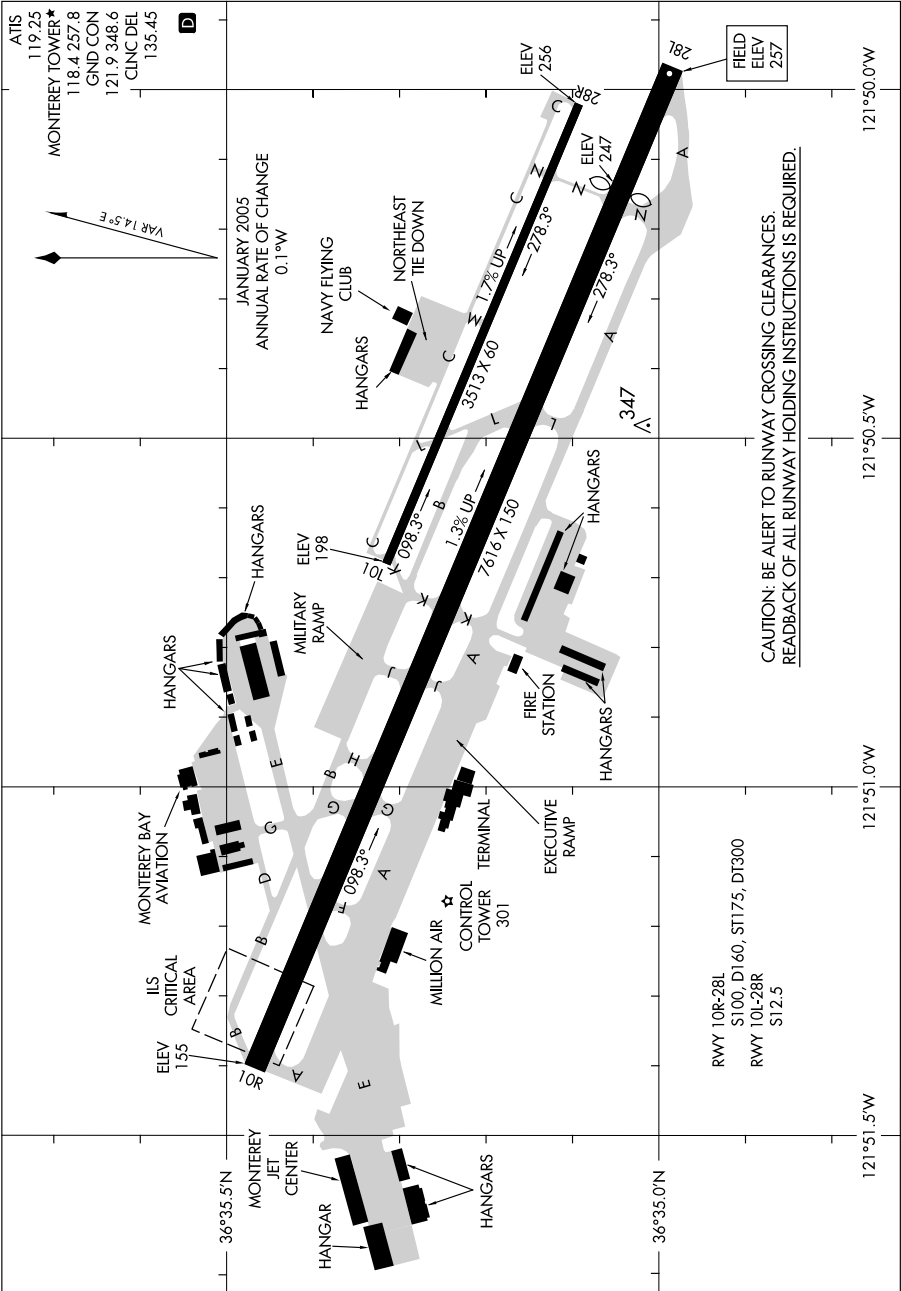 ATIS
119.25
MONTEREY TOWER★
118.4 257.8
GND CON
121.9 348.6
CLNC DEL
135.45
D
VAR 14.5° E
JANUARY 2005
ANNUAL RATE OF CHANGE
0.1°W
NAVY FLYING
CLUB
NORTHEAST
TIE DOWN
HANGARS
ELEV
256
28R
28L
FIELD
ELEV
257
ELEV
247
C
C
C
C
N
N
N
N
A
A
A
1.7% UP
278.3°
278.3°
3513 X 60
L
L
L
347
ELEV
198
10L
098.3°
1.3% UP
7616 X 150
B
K
K
K
J
J
A
HANGARS
HANGARS
MILITARY
RAMP
HANGARS
FIRE
STATION
HANGARS
EXECUTIVE
RAMP
TERMINAL
CONTROL
TOWER
301
MILLION AIR
MONTEREY BAY
AVIATION
E
D
G
G
G
B
H
F
098.3°
A
B
B
ILS
CRITICAL
AREA
ELEV
155
10R
A
E
MONTEREY
JET
CENTER
HANGAR
HANGARS
36°35.5'N
36°35.0'N
121°50.0'W
121°50.5'W
121°51.0'W
121°51.5'W
CAUTION: BE ALERT TO RUNWAY CROSSING CLEARANCES.
READBACK OF ALL RUNWAY HOLDING INSTRUCTIONS IS REQUIRED.
RWY 10R-28L
S100, D160, ST175, DT300
RWY 10L-28R
S12.5